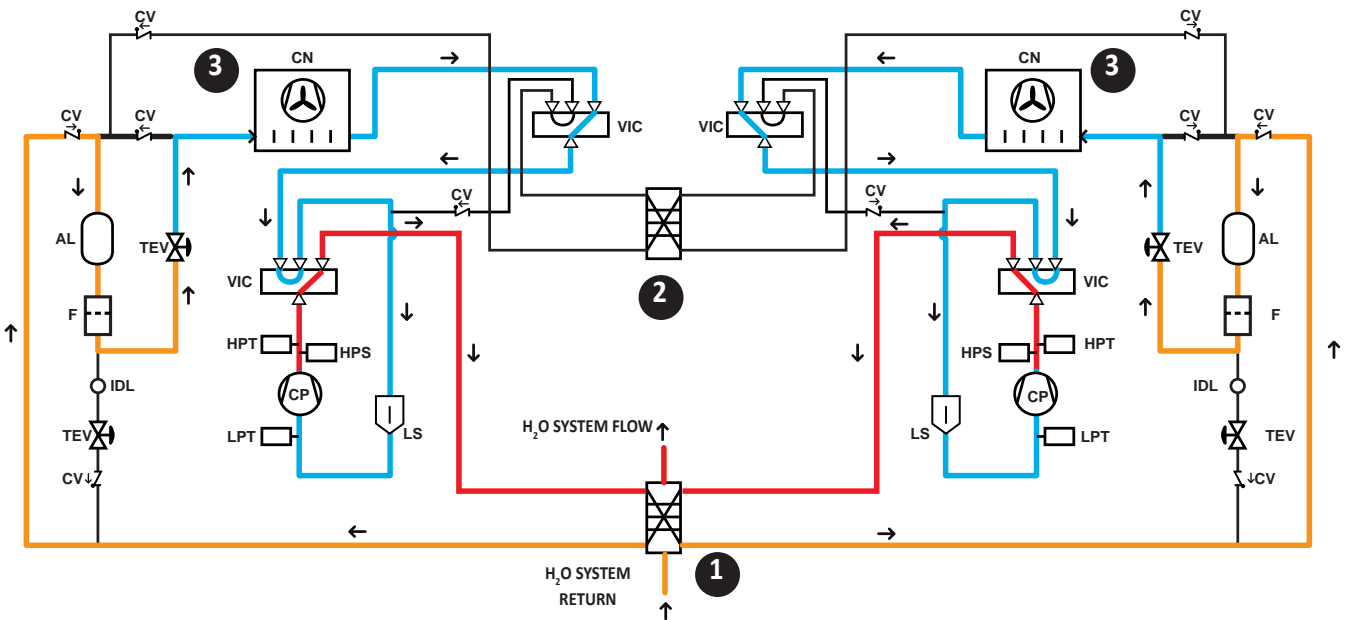 CV
CV
3
CN
CN
3
CV
CV
CV
CV
VIC
VIC
CV
CV
AL
TEV
TEV
AL
VIC
2
VIC
F
F
HPT
HPS
HPS
HPT
IDL
CP
CP
IDL
TEV
LPT
LS
H₂O SYSTEM FLOW
LS
LPT
TEV
CV
CV
1
H₂O SYSTEM
RETURN